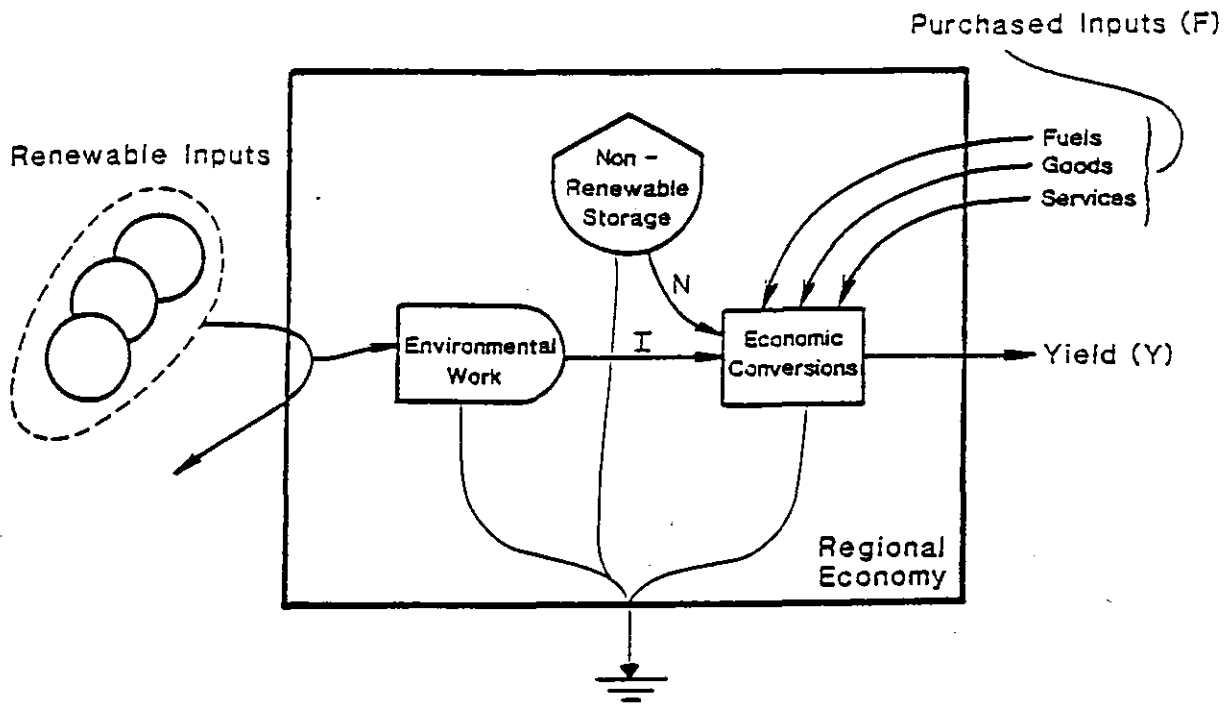 Purchased Inputs (F)
Renewable Inputs
Non -
Renewable
Storage
Fuels
Goods
Services
N
Environmental
Work
I
Economic
Conversions
Yield (Y)
Regional
Economy